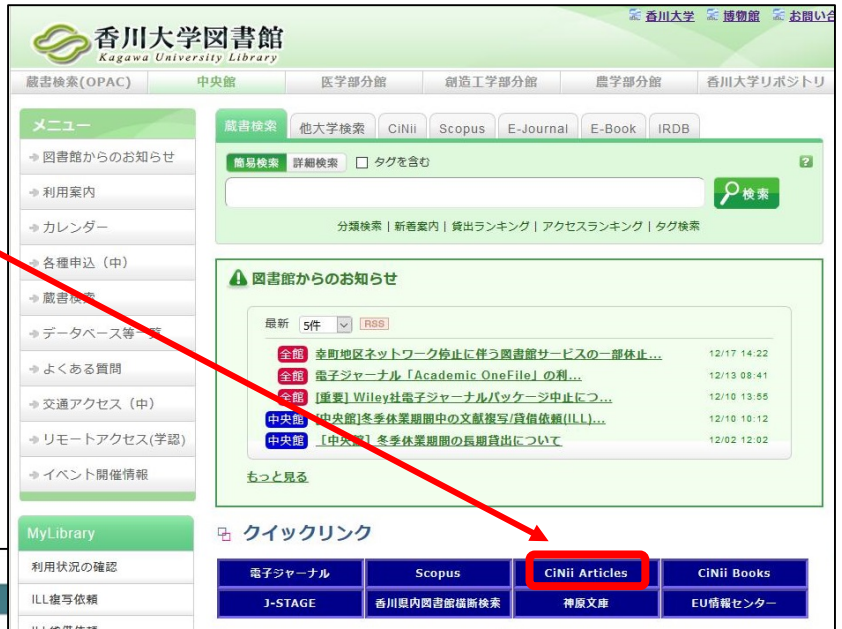 香川大学 博物館 お問い合
香川大学図書館
Kagawa University Library
蔵書検索(OPAC) 中央館 医学部分館 創造工学部分館 農学部分館 香川大学リポジトリ
メニュー
図書館からのお知らせ
利用案内
カレンダー
各種申込（中）
蔵書検索
データベース等一覧
よくある質問
交通アクセス（中）
リモートアクセス(学認)
イベント開催情報
MyLibrary
利用状況の確認
ILL複写依頼
蔵書検索 他大学検索 CiNii Scopus E-Journal E-Book IRDB
簡易検索 詳細検索 タグを含む ?
検索
分類検索 | 新着案内 | 貸出ランキング | アクセスランキング | タグ検索
図書館からのお知らせ
最新 5件 RSS
全館 幸町地区ネットワーク停止に伴う図書館サービスの一部休止... 12/17 14:22
全館 電子ジャーナル「Academic OneFile」の利... 12/13 08:41
全館 [重要] Wiley社電子ジャーナルパッケージ中止につ... 12/10 13:55
中央館 [中央館]冬季休業期間中の文献複写/貸借依頼(ILL)... 12/10 10:12
中央館 [中央館] 冬季休業期間の長期貸出について 12/02 12:02
もっと見る
クイックリンク
電子ジャーナル Scopus CiNii Articles CiNii Books
J-STAGE 香川県内図書館横断検索 神原文庫 EU情報センター